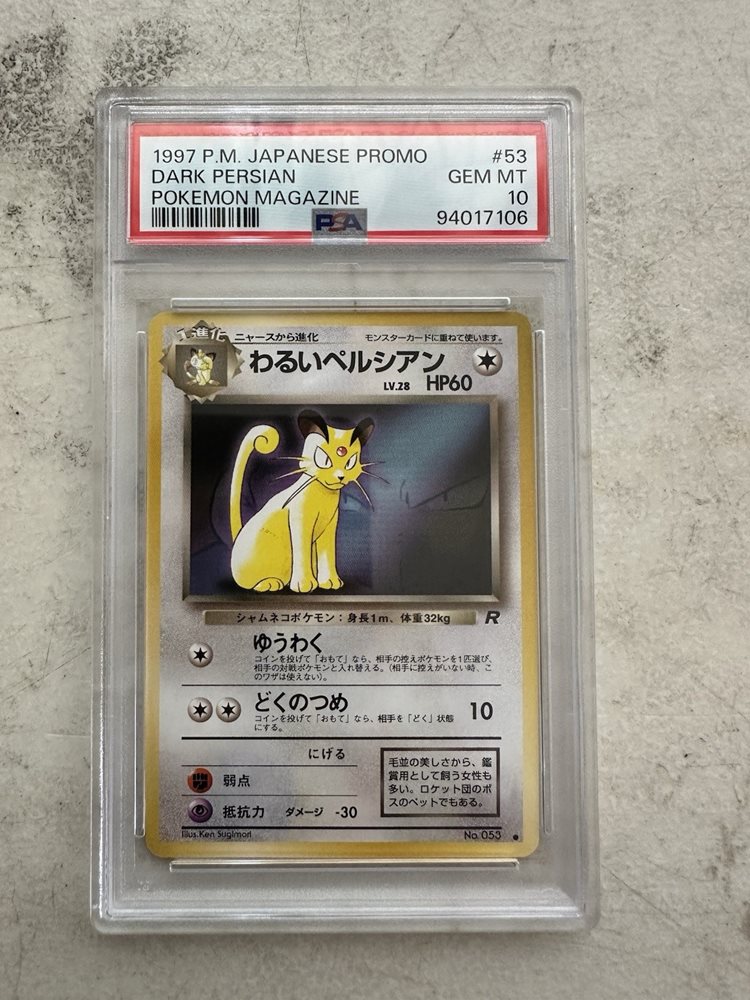 1997 P.M. JAPANESE PROMO #53
DARK PERSIAN GEM MT
POKEMON MAGAZINE 10
PSA 94017106
1進化 ニャースから進化 モンスターカードに重ねて使います。
わるいペルシアン
LV.28 HP60
シャムネコポケモン：身長1m、体重32kg R
ゆうわく
コインを投げて「おもて」なら、相手の控えポケモンを1匹選び、
相手の対戦ポケモンと入れ替える。（相手に控えがいない時、こ
のワザは使えない）。
どくのつめ 10
コインを投げて「おもて」なら、相手を「どく」状態
にする。
にげる
弱点
抵抗力 ダメージ -30
毛並の美しさから、鑑
賞用として飼う女性も
多い。ロケット団のボ
スのペットでもある。
Illus.Ken Sugimori No.053